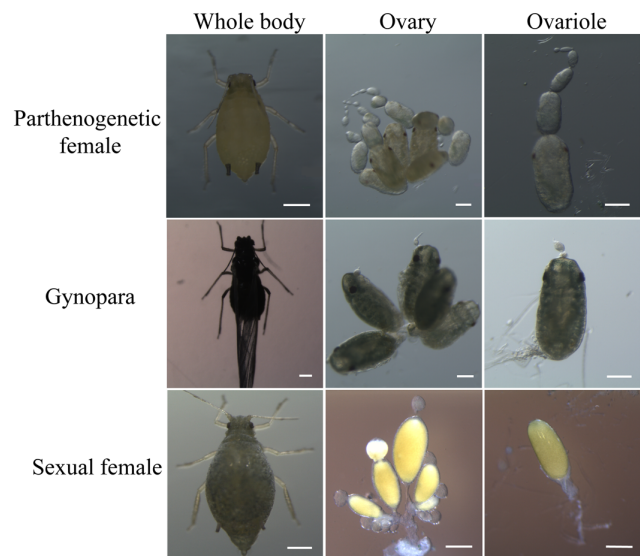 Whole body Ovary Ovariole
Parthenogenetic
female
Gynopara
Sexual female